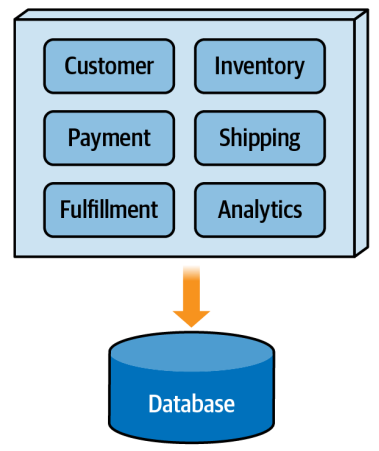 Customer
Inventory
Payment
Shipping
Fulfillment
Analytics
Database